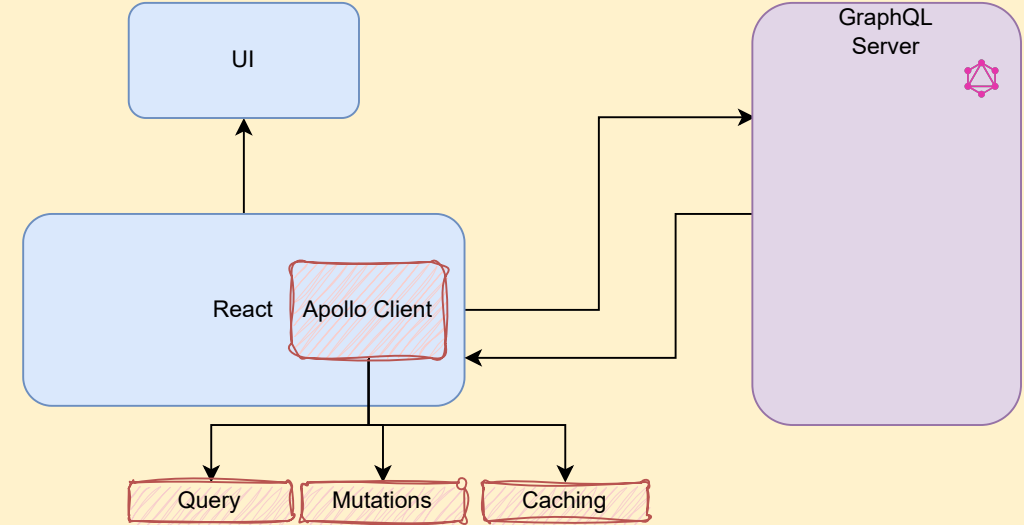 UI
GraphQL
Server
React
Apollo Client
Query
Mutations
Caching